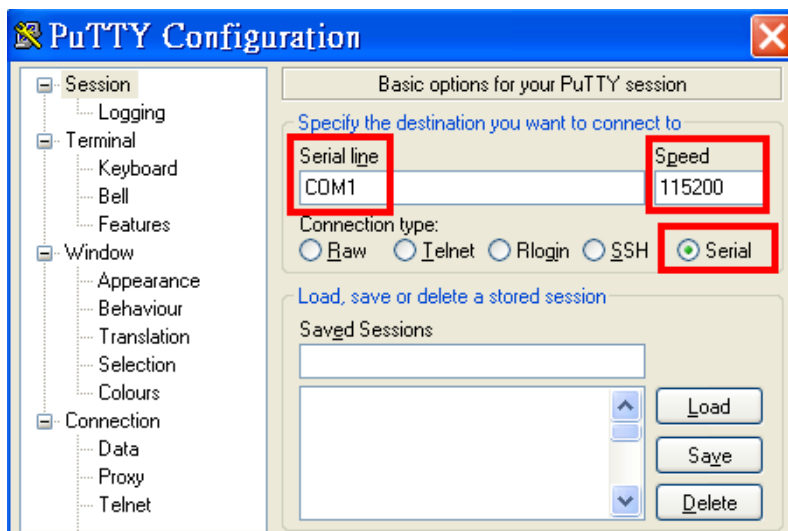 PuTTY Configuration
Session
Logging
Terminal
Keyboard
Bell
Features
Window
Appearance
Behaviour
Translation
Selection
Colours
Connection
Data
Proxy
Telnet
Basic options for your PuTTY session
Specify the destination you want to connect to
Serial line Speed
COM1 115200
Connection type:
Raw Telnet Rlogin SSH Serial
Load, save or delete a stored session
Saved Sessions
Load
Save
Delete